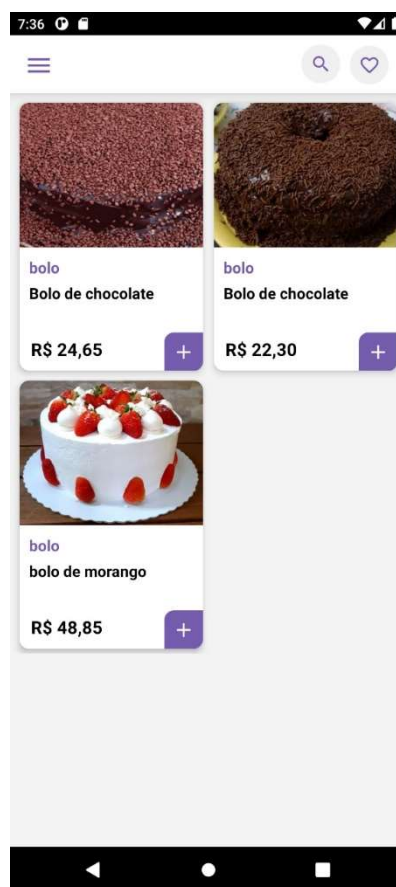 7:36
bolo
Bolo de chocolate
R$ 24,65
+
bolo
Bolo de chocolate
R$ 22,30
+
bolo
bolo de morango
R$ 48,85
+